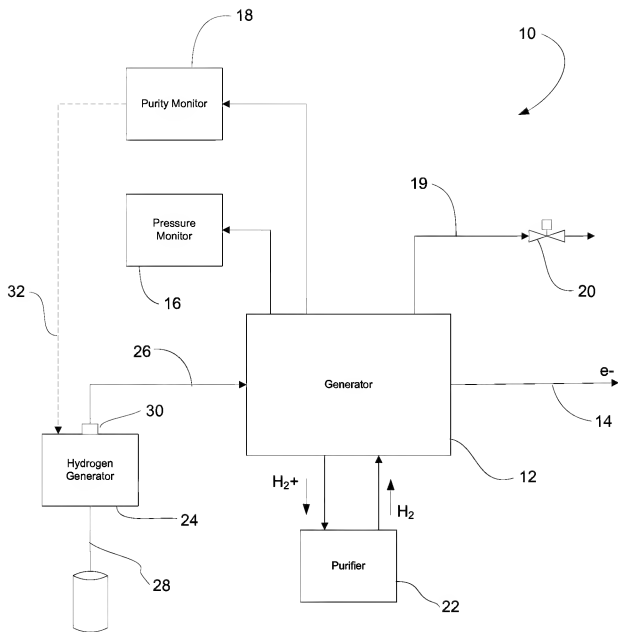 18
10
Purity Monitor
19
Pressure
Monitor
20
16
32
26
Generator
e-
14
30
Hydrogen
Generator
12
H₂+
H₂
24
28
Purifier
22